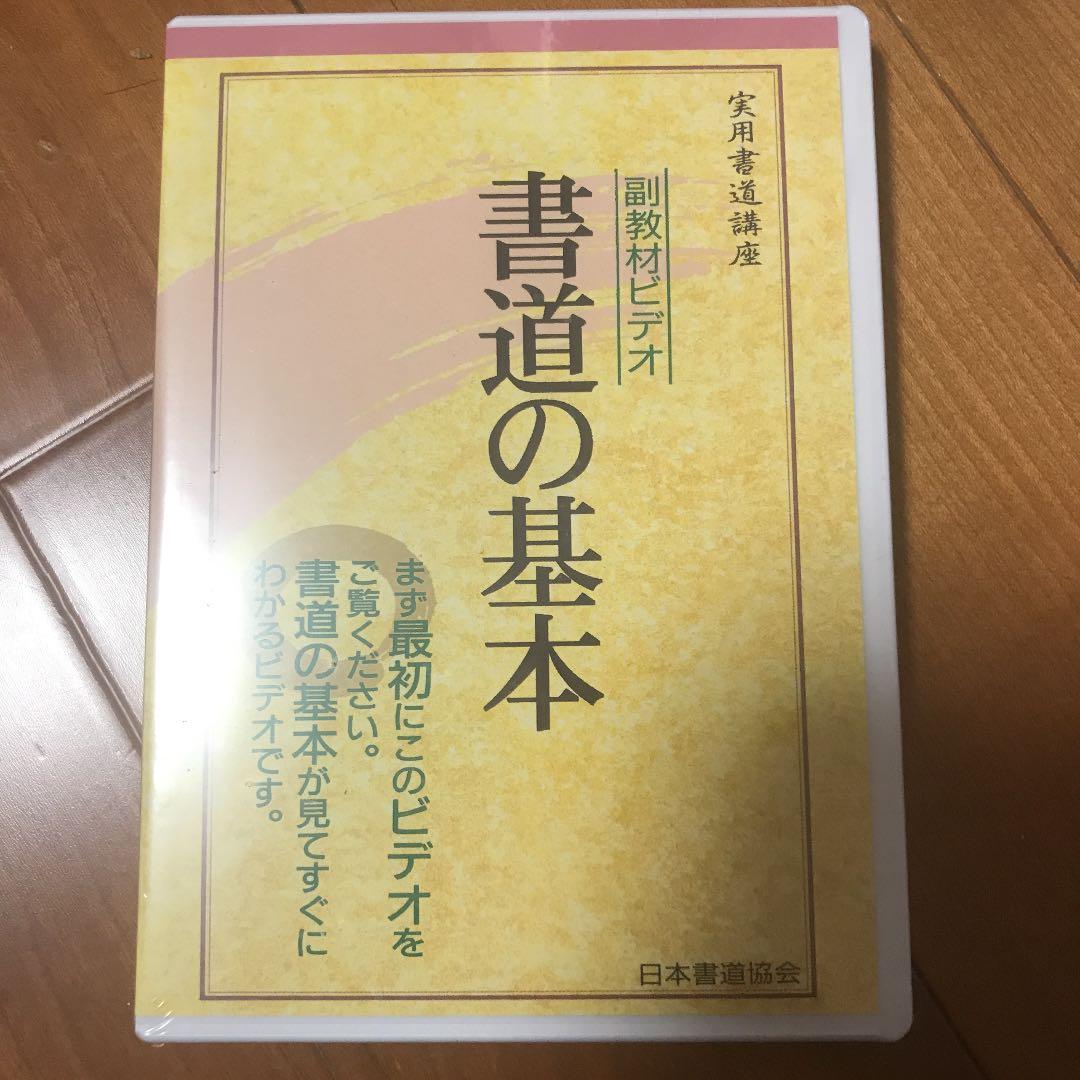 実用書道講座
副教材ビデオ
書道の基本
まず最初にこのビデオを
ご覧ください。
書道の基本が見てすぐに
わかるビデオです。
日本書道協会